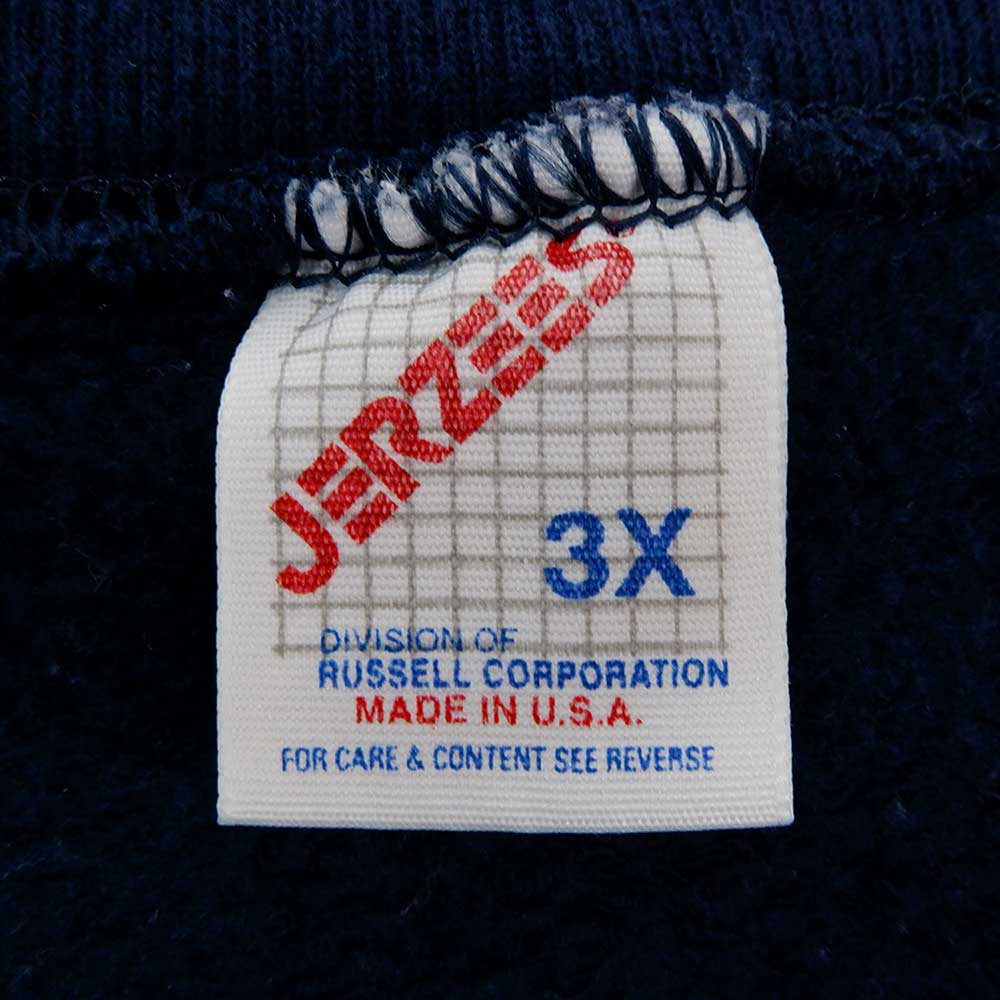 JERZEES
3X
DIVISION OF
RUSSELL CORPORATION
MADE IN U.S.A.
FOR CARE & CONTENT SEE REVERSE